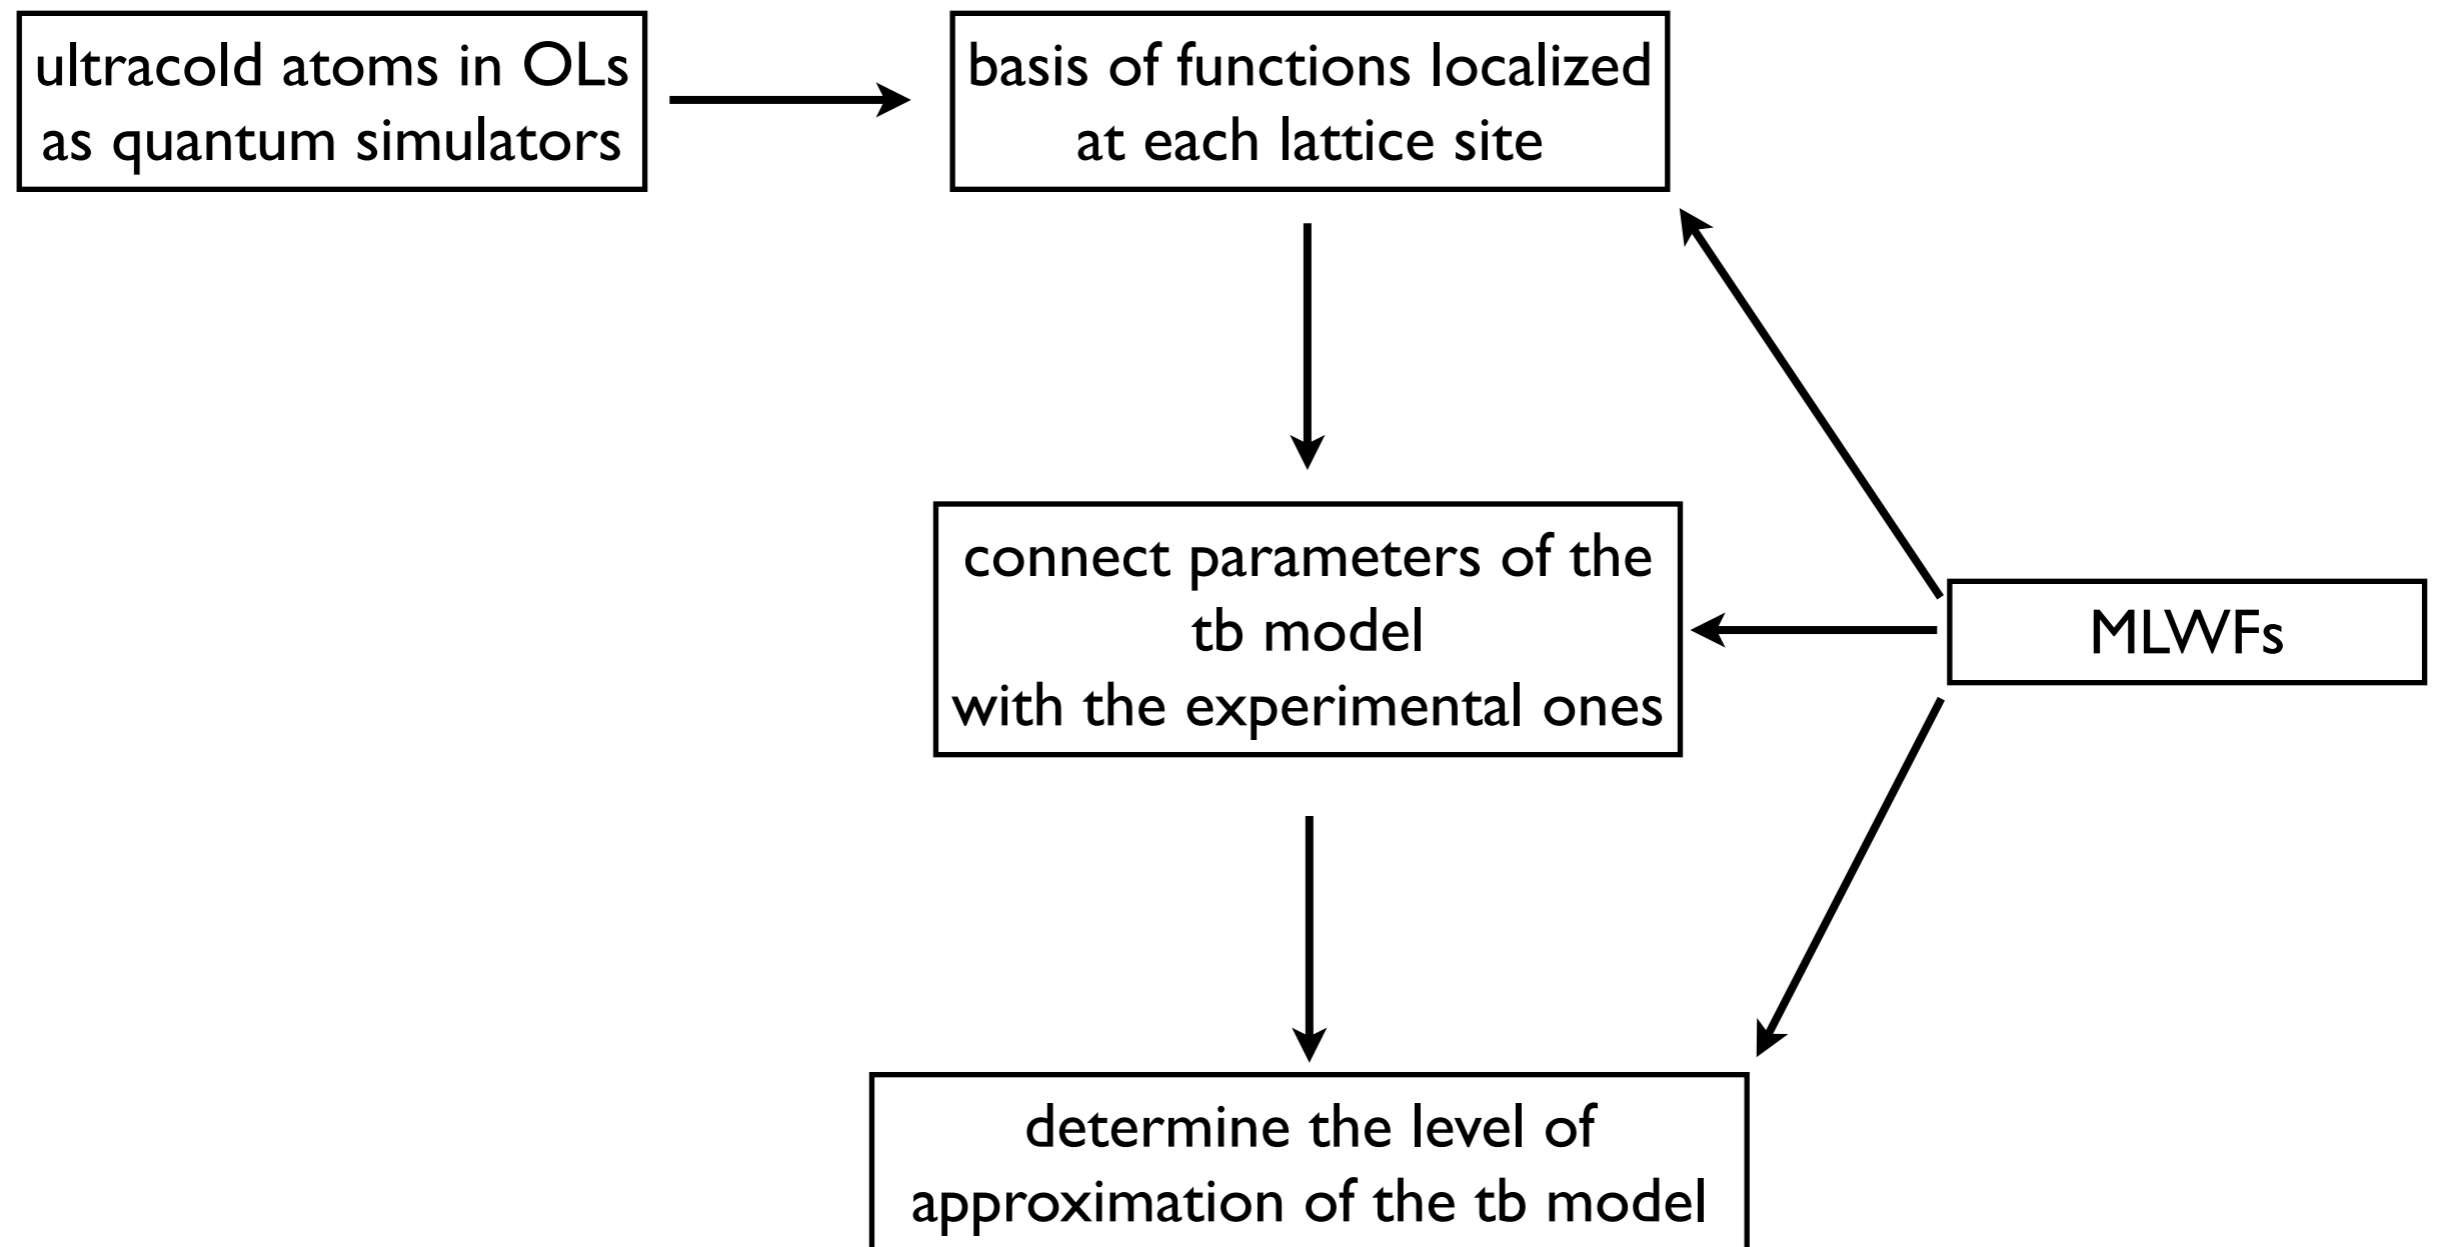 ultracold atoms in OLs
as quantum simulators
basis of functions localized
at each lattice site
connect parameters of the
tb model
with the experimental ones
MLWFs
determine the level of
approximation of the tb model